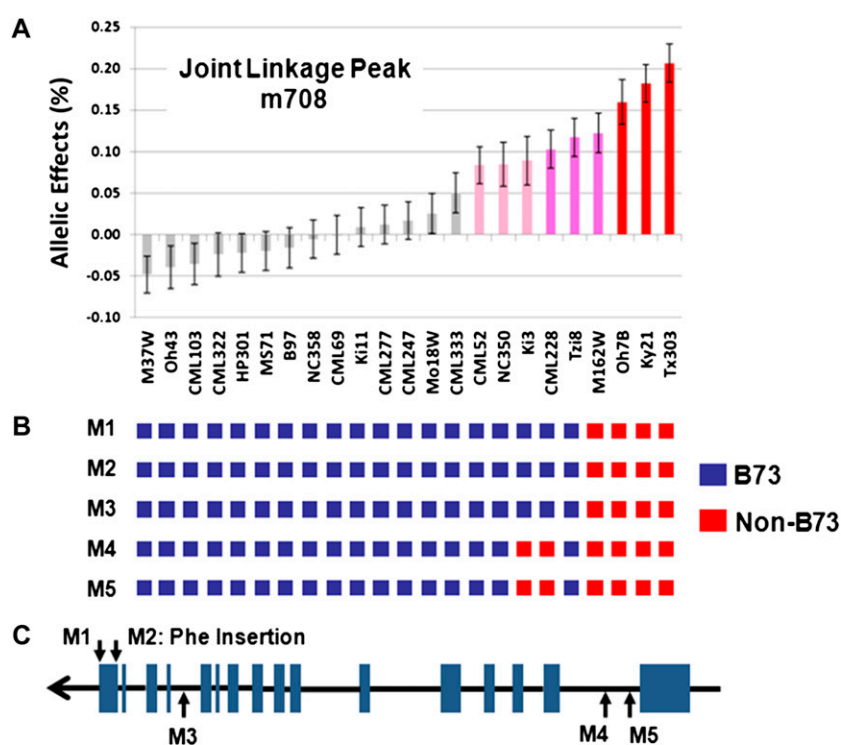 A
Joint Linkage Peak
m708
Allelic Effects (%)
0.25
0.20
0.15
0.10
0.05
0.00
-0.05
-0.10
M37W
Oh43
CML103
CML322
HP301
MS71
B97
NC358
CML69
Ki11
CML277
CML247
Mo18W
CML333
CML52
NC350
Ki3
CML228
Tzi8
M162W
Oh7B
Ky21
Tx303
B
M1
M2
M3
M4
M5
B73
Non-B73
C
M1
M2: Phe Insertion
M3
M4
M5